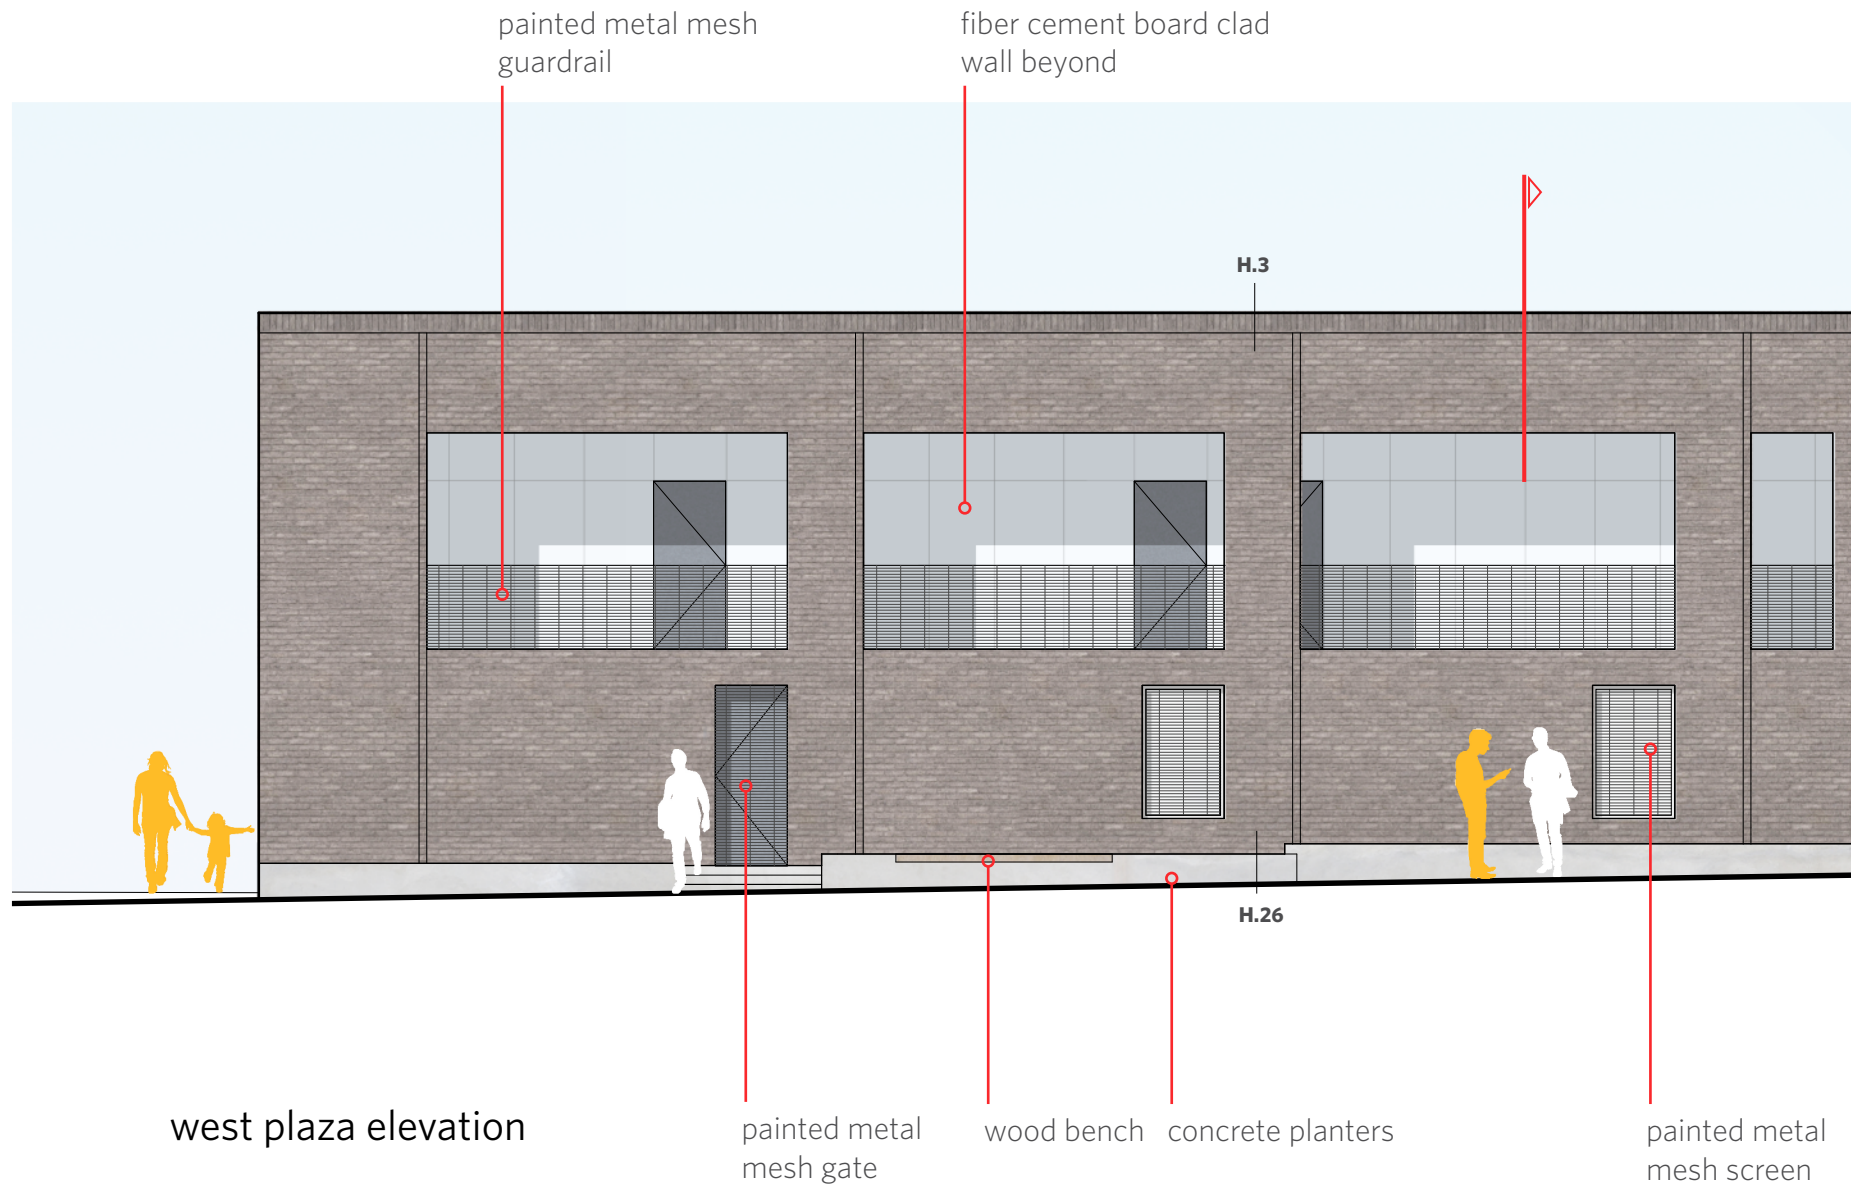 painted metal mesh
guardrail
fiber cement board clad
wall beyond
H.3
H.26
west plaza elevation
painted metal
mesh gate
wood bench
concrete planters
painted metal
mesh screen